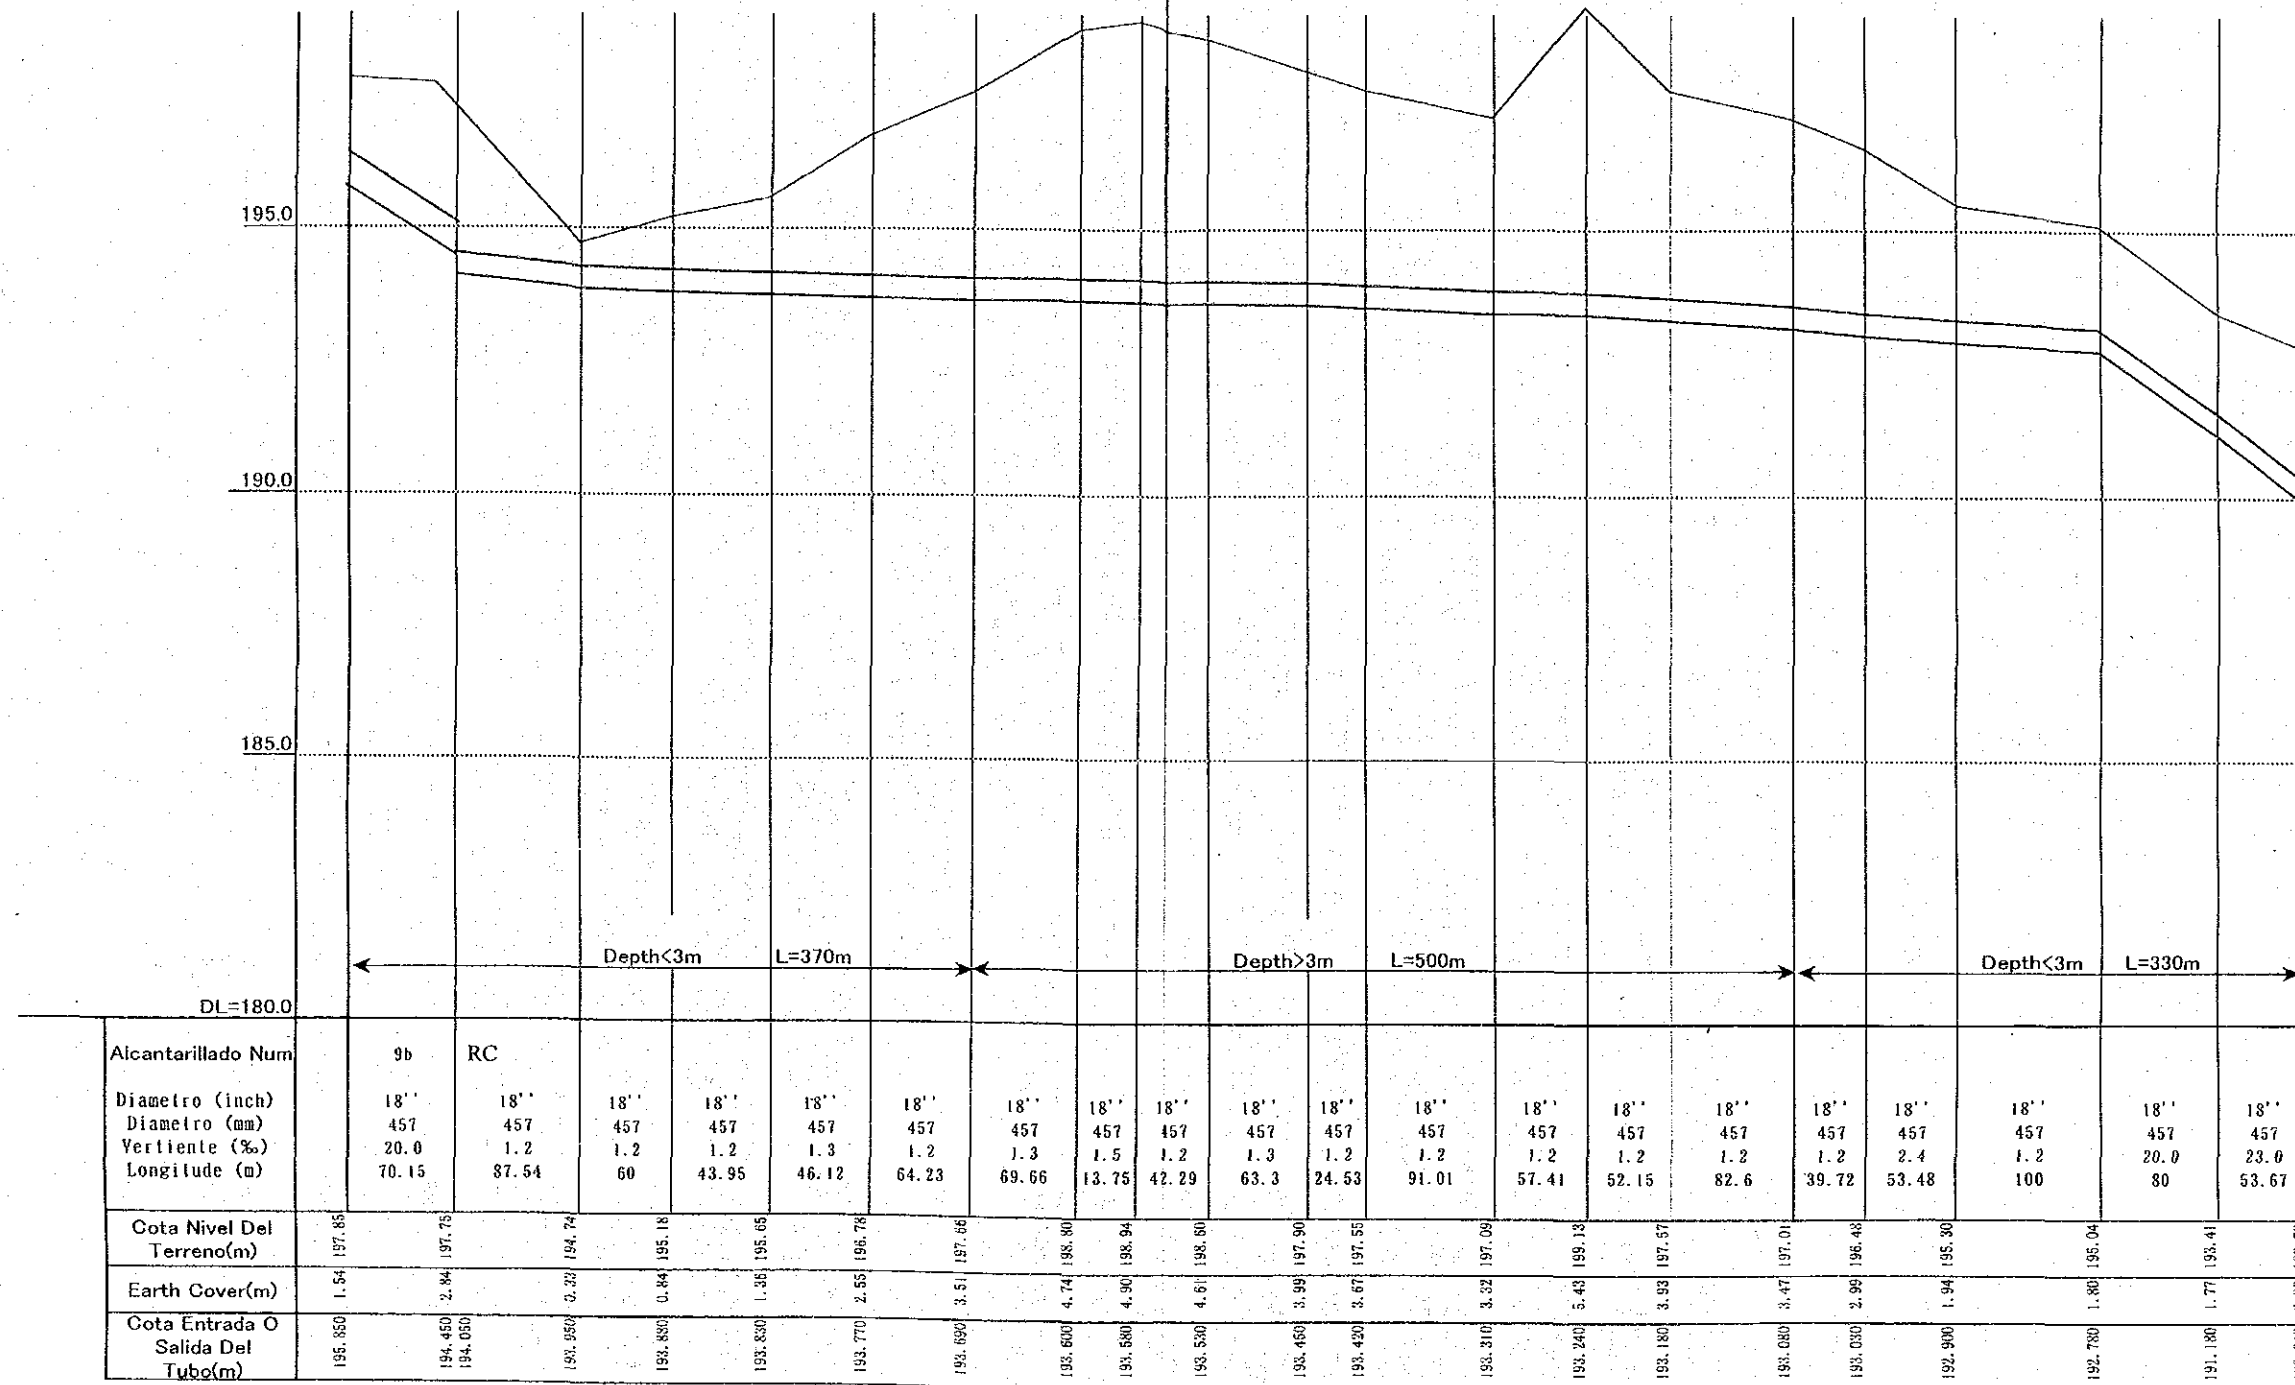 195.0
190.0
185.0
Depth<3m L=370m Depth>3m L=500m Depth<3m L=330m
DL=180.0
Alcantarillado Num 9b RC
Diametro (inch) 18'' 18'' 18'' 18'' 18'' 18'' 18'' 18'' 18'' 18'' 18'' 18'' 18'' 18'' 18'' 18'' 18'' 18'' 18'' 18''
Diametro (mm) 457 457 457 457 457 457 457 457 457 457 457 457 457 457 457 457 457 457 457 457
Vertiente (‰) 20.0 1.2 1.2 1.2 1.3 1.2 1.3 1.5 1.2 1.3 1.2 1.2 1.2 1.2 1.2 1.2 2.4 1.2 20.0 23.0
Longitude (m) 70.15 87.54 60 43.95 46.12 64.23 69.66 13.75 42.29 63.3 24.53 91.01 57.41 52.15 82.6 39.72 53.48 100 80 53.67
Cota Nivel Del
Terreno(m) 197.85 197.75 194.74 195.18 195.65 196.78 197.66 198.80 198.94 198.60 197.90 197.55 197.09 199.13 197.57 197.01 196.48 195.30 195.04 193.41
Earth Cover(m) 1.54 2.84 0.33 0.84 1.36 2.55 3.51 4.74 4.90 4.61 3.99 3.67 3.32 5.43 3.93 3.47 2.99 1.94 1.80 1.77
Cota Entrada O
Salida Del
Tubo(m) 195.850 194.450 194.050 193.950 193.880 193.830 193.770 193.690 193.600 193.580 193.530 193.450 193.420 193.310 193.240 193.180 193.080 193.030 192.900 192.780 191.180